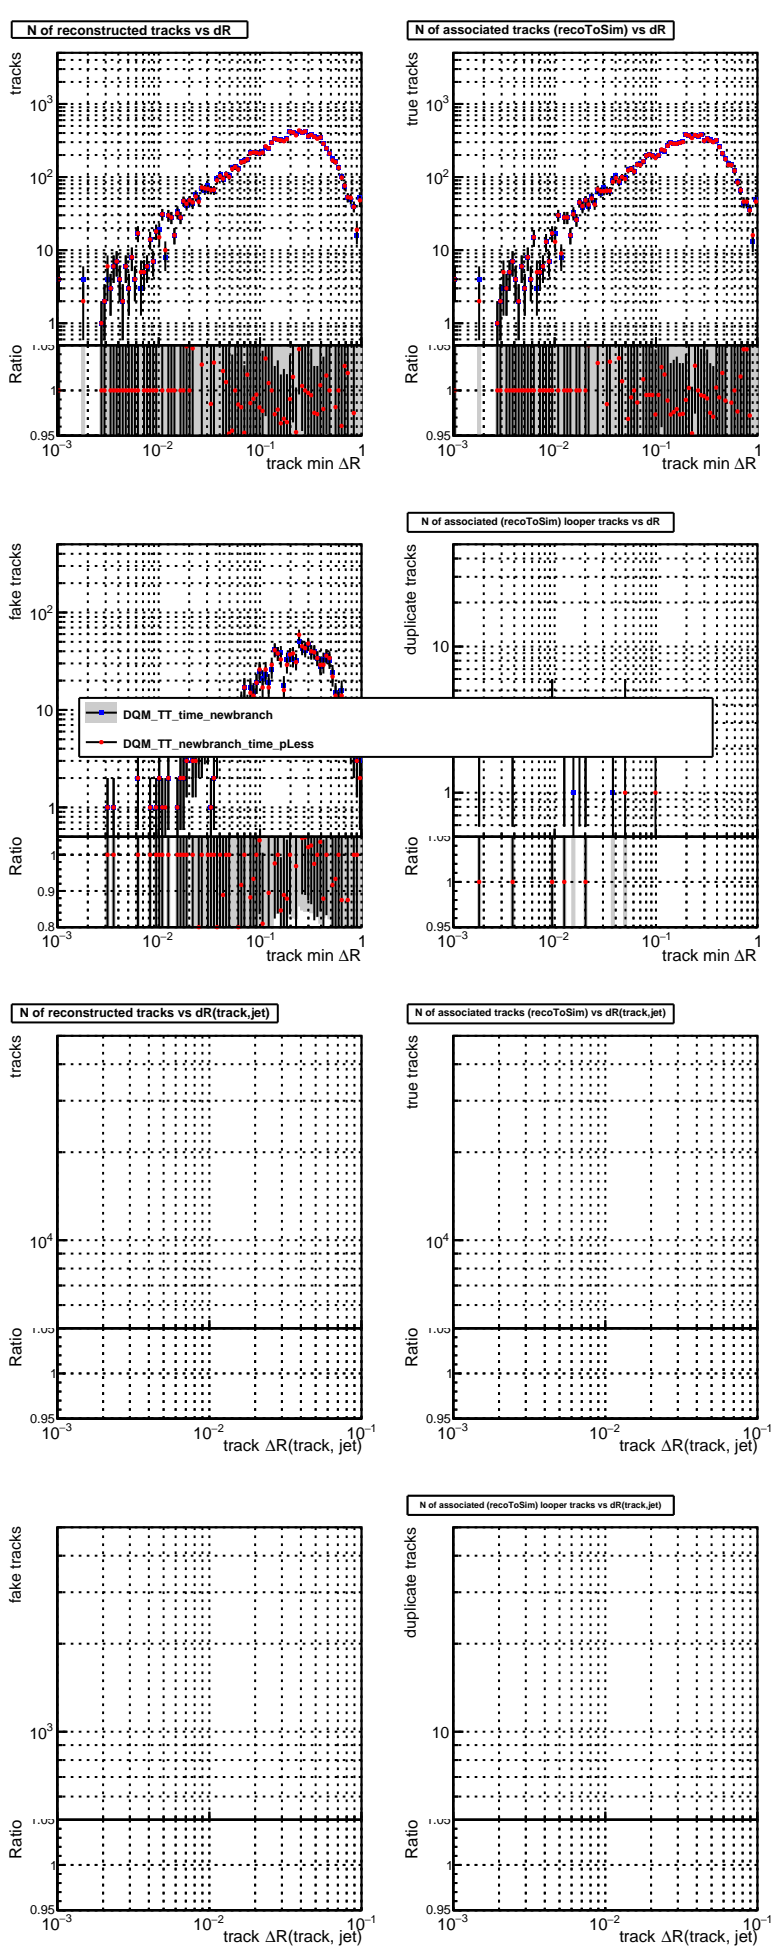 N of reconstructed tracks vs dR
tracks
10³
10²
10
1
1.05
Ratio
1
0.95
10⁻³
10⁻²
10⁻¹
1
track min ΔR
N of associated tracks (recoToSim) vs dR
true tracks
10³
10²
10
1
1.05
Ratio
1
0.95
10⁻³
10⁻²
10⁻¹
1
track min ΔR
fake tracks
10²
10
1
Ratio
1
0.9
0.8
10⁻³
10⁻²
10⁻¹
1
track min ΔR
N of associated (recoToSim) looper tracks vs dR
duplicate tracks
10
1
1.05
Ratio
1
0.95
10⁻³
10⁻²
10⁻¹
1
track min ΔR
DQM_TT_time_newbranch
DQM_TT_newbranch_time_pLess
N of reconstructed tracks vs dR(track,jet)
tracks
10⁴
1.05
Ratio
1
0.95
10⁻³
10⁻²
10⁻¹
track ΔR(track, jet)
N of associated tracks (recoToSim) vs dR(track,jet)
true tracks
10⁴
1.05
Ratio
1
0.95
10⁻³
10⁻²
10⁻¹
track ΔR(track, jet)
fake tracks
10³
1.05
Ratio
1
0.95
10⁻³
10⁻²
10⁻¹
track ΔR(track, jet)
N of associated (recoToSim) looper tracks vs dR(track,jet)
duplicate tracks
10
1.05
Ratio
1
0.95
10⁻³
10⁻²
10⁻¹
track ΔR(track, jet)